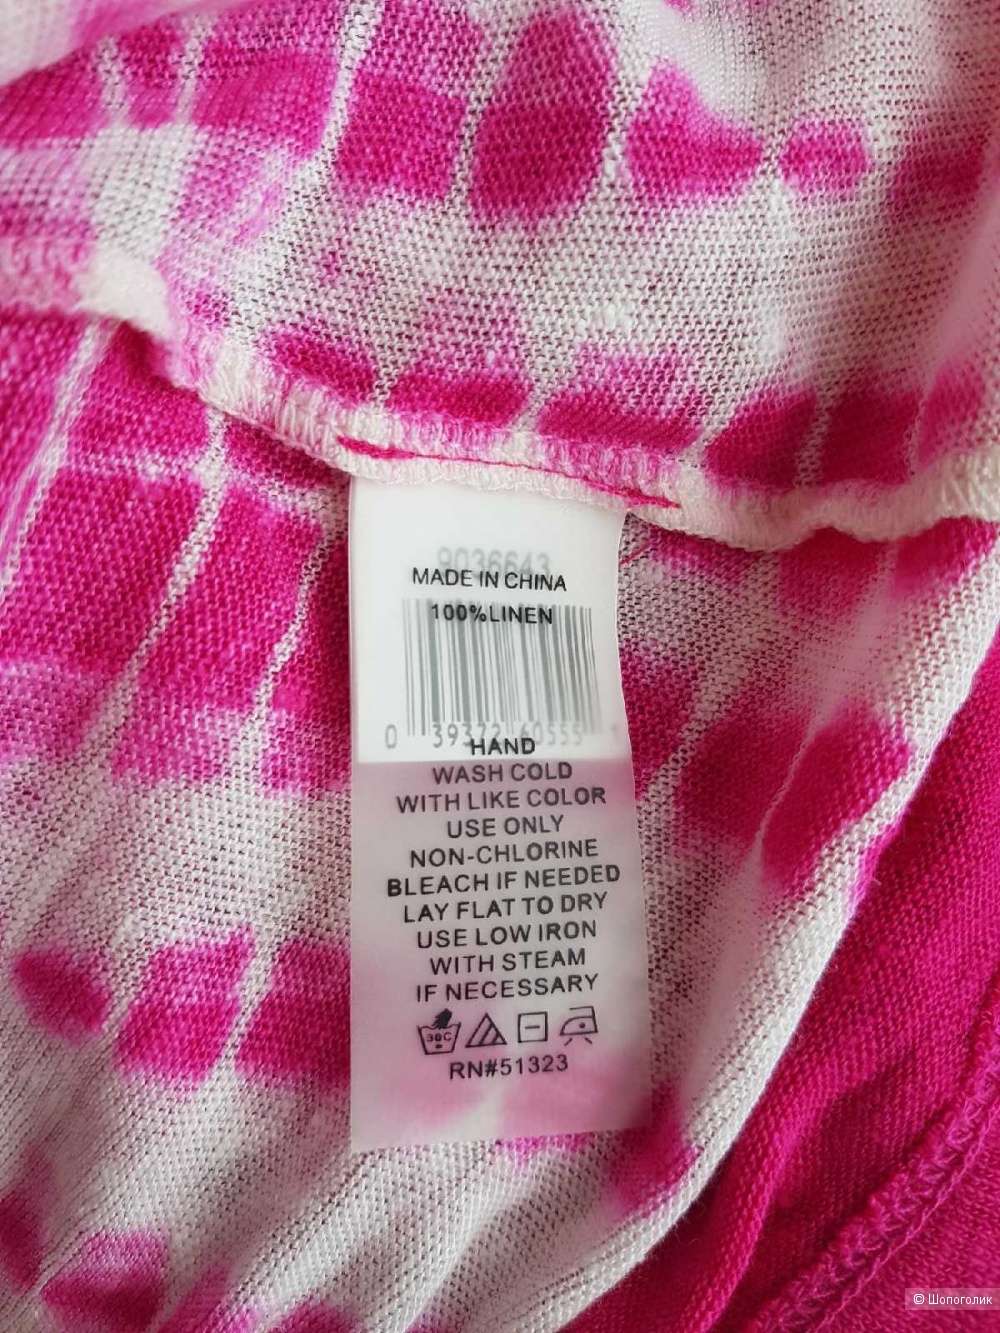 9036643
MADE IN CHINA
100%LINEN
0 39372 60555
HAND
WASH COLD
WITH LIKE COLOR
USE ONLY
NON-CHLORINE
BLEACH IF NEEDED
LAY FLAT TO DRY
USE LOW IRON
WITH STEAM
IF NECESSARY
30C
RN#51323
© Шопоголик